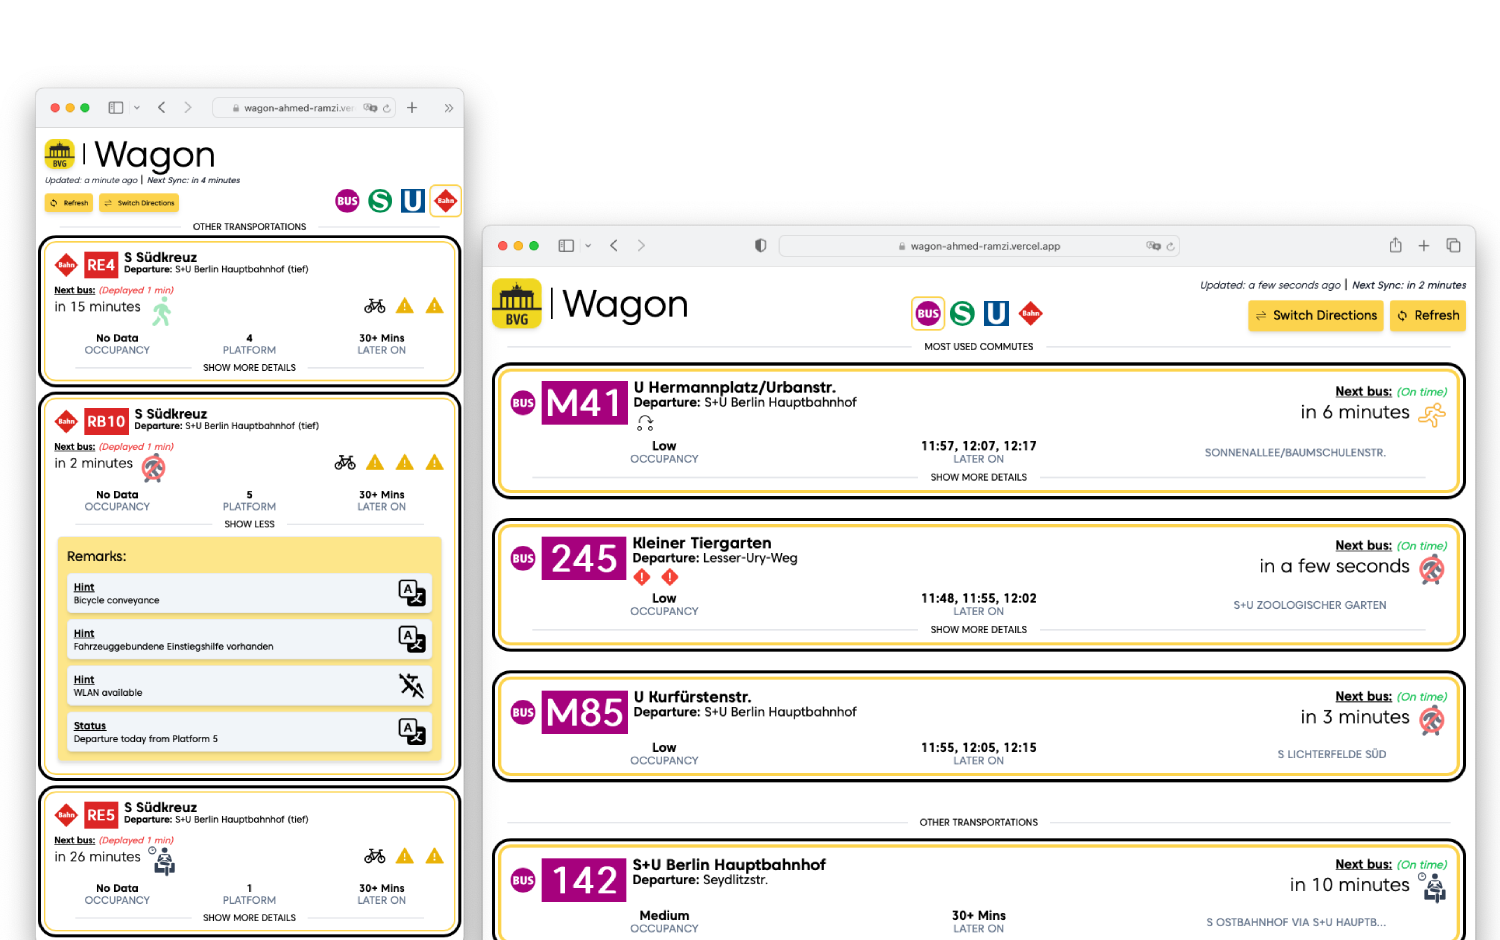 wagon-ahmed-ramzi.ver
BVG
Wagon
Updated: a minute ago | Next Sync: in 4 minutes
Refresh
Switch Directions
BUS
S
U
Bahn
OTHER TRANSPORTATIONS
Bahn
RE4
S Südkreuz
Departure: S+U Berlin Hauptbahnhof (tief)
Next bus: (Deployed 1 min)
in 15 minutes
No Data
OCCUPANCY
4
PLATFORM
30+ Mins
LATER ON
SHOW MORE DETAILS
Bahn
RB10
S Südkreuz
Departure: S+U Berlin Hauptbahnhof (tief)
Next bus: (Deployed 1 min)
in 2 minutes
No Data
OCCUPANCY
5
PLATFORM
30+ Mins
LATER ON
SHOW LESS
Remarks:
Hint
Bicycle conveyance
Hint
Fahrzeuggebundene Einstiegshilfe vorhanden
Hint
WLAN available
Status
Departure today from Platform 5
Bahn
RE5
S Südkreuz
Departure: S+U Berlin Hauptbahnhof (tief)
Next bus: (Deployed 1 min)
in 26 minutes
No Data
OCCUPANCY
1
PLATFORM
30+ Mins
LATER ON
SHOW MORE DETAILS
wagon-ahmed-ramzi.vercel.app
BVG
Wagon
BUS
S
U
Bahn
Updated: a few seconds ago | Next Sync: in 2 minutes
Switch Directions
Refresh
MOST USED COMMUTES
BUS
M41
U Hermannplatz/Urbanstr.
Departure: S+U Berlin Hauptbahnhof
Next bus: (On time)
in 6 minutes
Low
OCCUPANCY
11:57, 12:07, 12:17
LATER ON
SONNENALLEE/BAUMSCHULENSTR.
SHOW MORE DETAILS
BUS
245
Kleiner Tiergarten
Departure: Lesser-Ury-Weg
Next bus: (On time)
in a few seconds
Low
OCCUPANCY
11:48, 11:55, 12:02
LATER ON
S+U ZOOLOGISCHER GARTEN
SHOW MORE DETAILS
BUS
M85
U Kurfürstenstr.
Departure: S+U Berlin Hauptbahnhof
Next bus: (On time)
in 3 minutes
Low
OCCUPANCY
11:55, 12:05, 12:15
LATER ON
S LICHTERFELDE SÜD
OTHER TRANSPORTATIONS
BUS
142
S+U Berlin Hauptbahnhof
Departure: Seydlitzstr.
Next bus: (On time)
in 10 minutes
Medium
OCCUPANCY
30+ Mins
LATER ON
S OSTBAHNHOF VIA S+U HAUPTB...